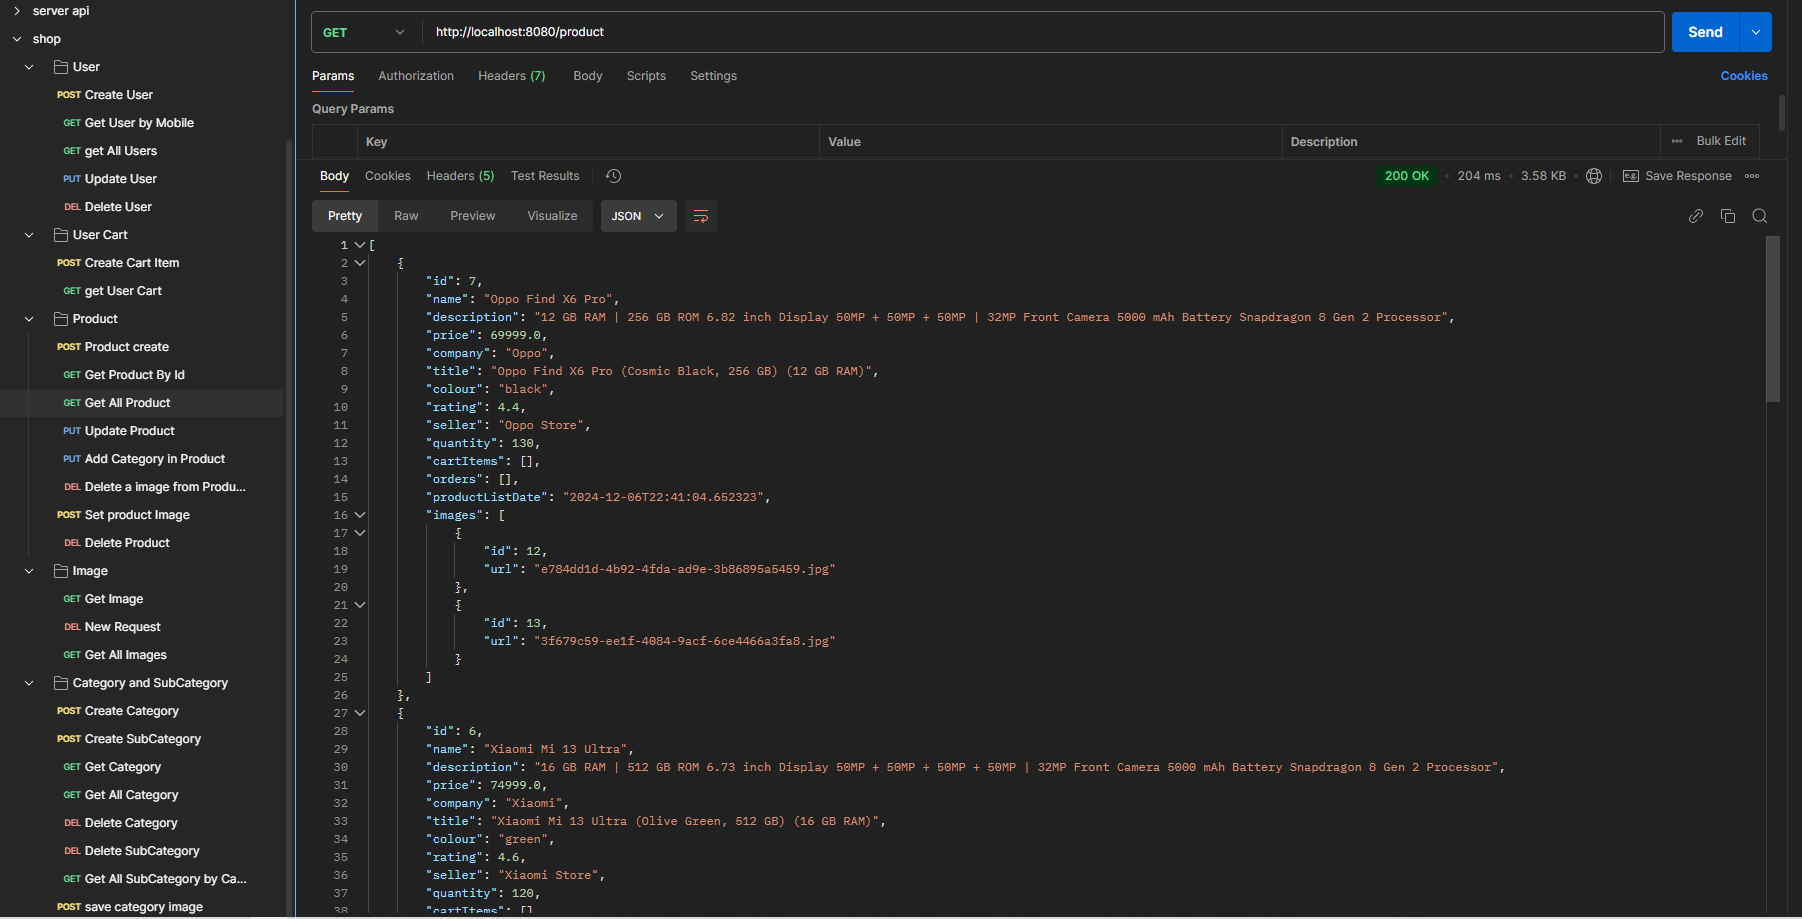 server api
shop
User
POST Create User
GET Get User by Mobile
GET get All Users
PUT Update User
DEL Delete User
User Cart
POST Create Cart Item
GET get User Cart
Product
POST Product create
GET Get Product By Id
GET Get All Product
PUT Update Product
PUT Add Category in Product
DEL Delete a image from Produ...
POST Set product Image
DEL Delete Product
Image
GET Get Image
DEL New Request
GET Get All Images
Category and SubCategory
POST Create Category
POST Create SubCategory
GET Get Category
GET Get All Category
DEL Delete Category
DEL Delete SubCategory
GET Get All SubCategory by Ca...
POST save category image
GET http://localhost:8080/product Send
Params Authorization Headers (7) Body Scripts Settings Cookies
Query Params
Key Value Description Bulk Edit
Body Cookies Headers (5) Test Results 200 OK 204 ms 3.58 KB e.g. Save Response
Pretty Raw Preview Visualize JSON
1 [
2 {
3 "id": 7,
4 "name": "Oppo Find X6 Pro",
5 "description": "12 GB RAM | 256 GB ROM 6.82 inch Display 50MP + 50MP + 50MP | 32MP Front Camera 5000 mAh Battery Snapdragon 8 Gen 2 Processor",
6 "price": 69999.0,
7 "company": "Oppo",
8 "title": "Oppo Find X6 Pro (Cosmic Black, 256 GB) (12 GB RAM)",
9 "colour": "black",
10 "rating": 4.4,
11 "seller": "Oppo Store",
12 "quantity": 130,
13 "cartItems": [],
14 "orders": [],
15 "productListDate": "2024-12-06T22:41:04.652323",
16 "images": [
17 {
18 "id": 12,
19 "url": "e784dd1d-4b92-4fda-ad9e-3b86895a5459.jpg"
20 },
21 {
22 "id": 13,
23 "url": "3f679c59-ee1f-4084-9acf-6ce4466a3fa8.jpg"
24 }
25 ]
26 },
27 {
28 "id": 6,
29 "name": "Xiaomi Mi 13 Ultra",
30 "description": "16 GB RAM | 512 GB ROM 6.73 inch Display 50MP + 50MP + 50MP + 50MP | 32MP Front Camera 5000 mAh Battery Snapdragon 8 Gen 2 Processor",
31 "price": 74999.0,
32 "company": "Xiaomi",
33 "title": "Xiaomi Mi 13 Ultra (Olive Green, 512 GB) (16 GB RAM)",
34 "colour": "green",
35 "rating": 4.6,
36 "seller": "Xiaomi Store",
37 "quantity": 120,
38 "cartItems": []